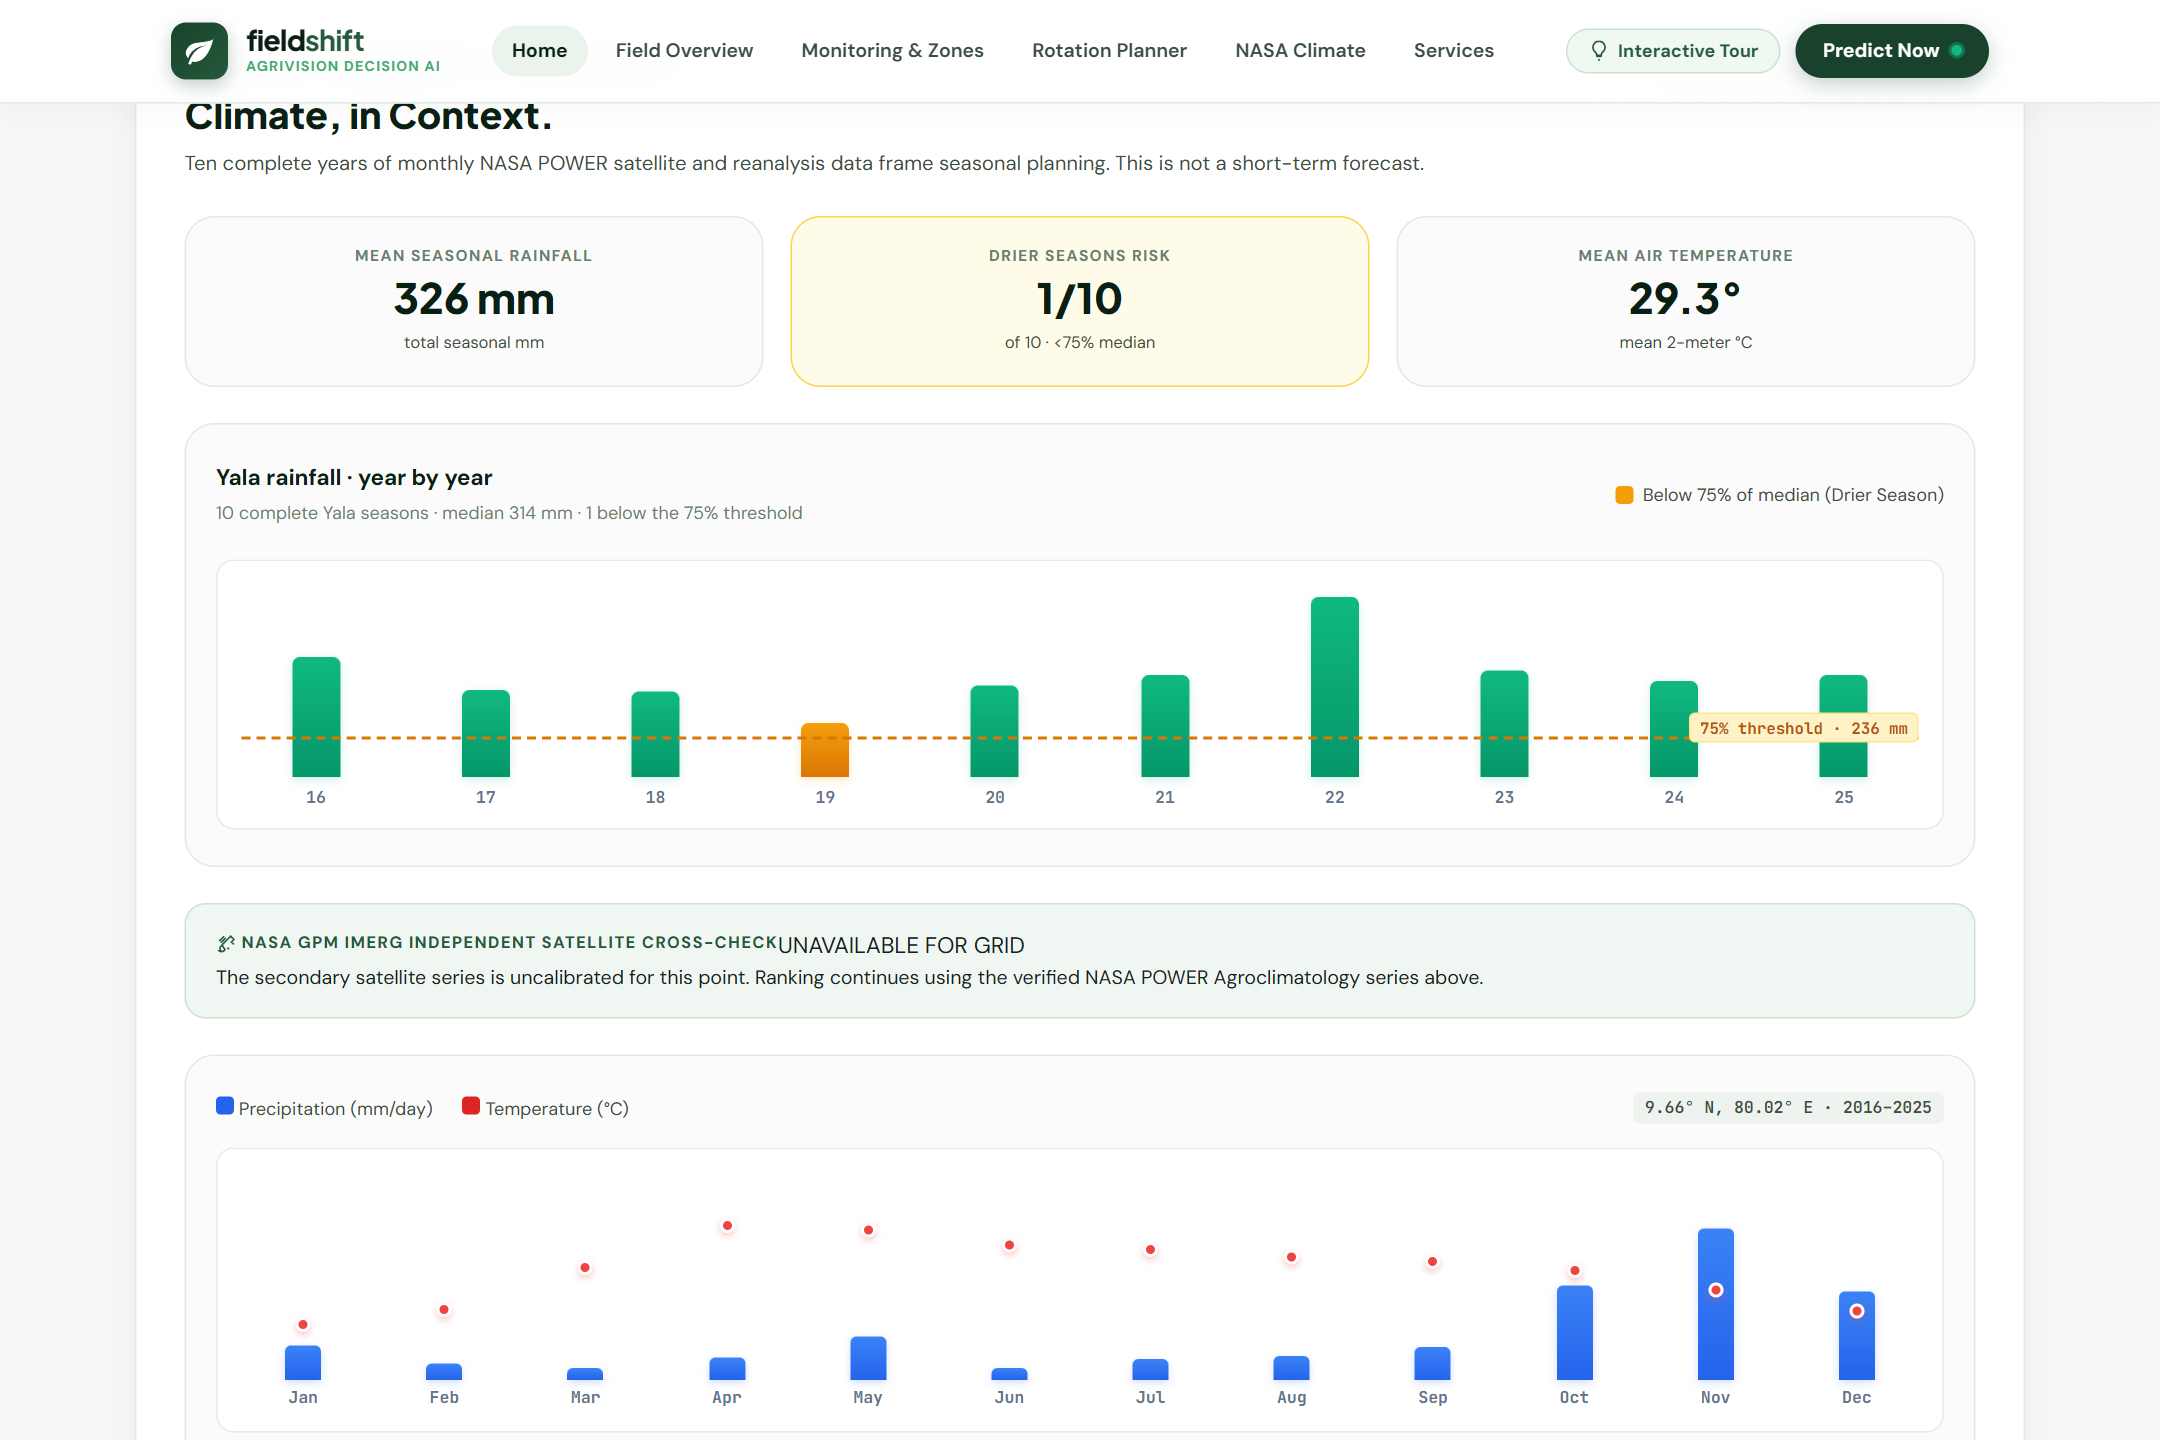 fieldshift
AGRIVISION DECISION AI
Home
Field Overview
Monitoring & Zones
Rotation Planner
NASA Climate
Services
Interactive Tour
Predict Now
Climate, in Context.
Ten complete years of monthly NASA POWER satellite and reanalysis data frame seasonal planning. This is not a short-term forecast.
MEAN SEASONAL RAINFALL
326 mm
total seasonal mm
DRIER SEASONS RISK
1/10
of 10 · <75% median
MEAN AIR TEMPERATURE
29.3°
mean 2-meter °C
Yala rainfall · year by year
10 complete Yala seasons · median 314 mm · 1 below the 75% threshold
Below 75% of median (Drier Season)
75% threshold · 236 mm
16 17 18 19 20 21 22 23 24 25
NASA GPM IMERG INDEPENDENT SATELLITE CROSS-CHECKUNAVAILABLE FOR GRID
The secondary satellite series is uncalibrated for this point. Ranking continues using the verified NASA POWER Agroclimatology series above.
Precipitation (mm/day)
Temperature (°C)
9.66° N, 80.02° E · 2016–2025
Jan Feb Mar Apr May Jun Jul Aug Sep Oct Nov Dec